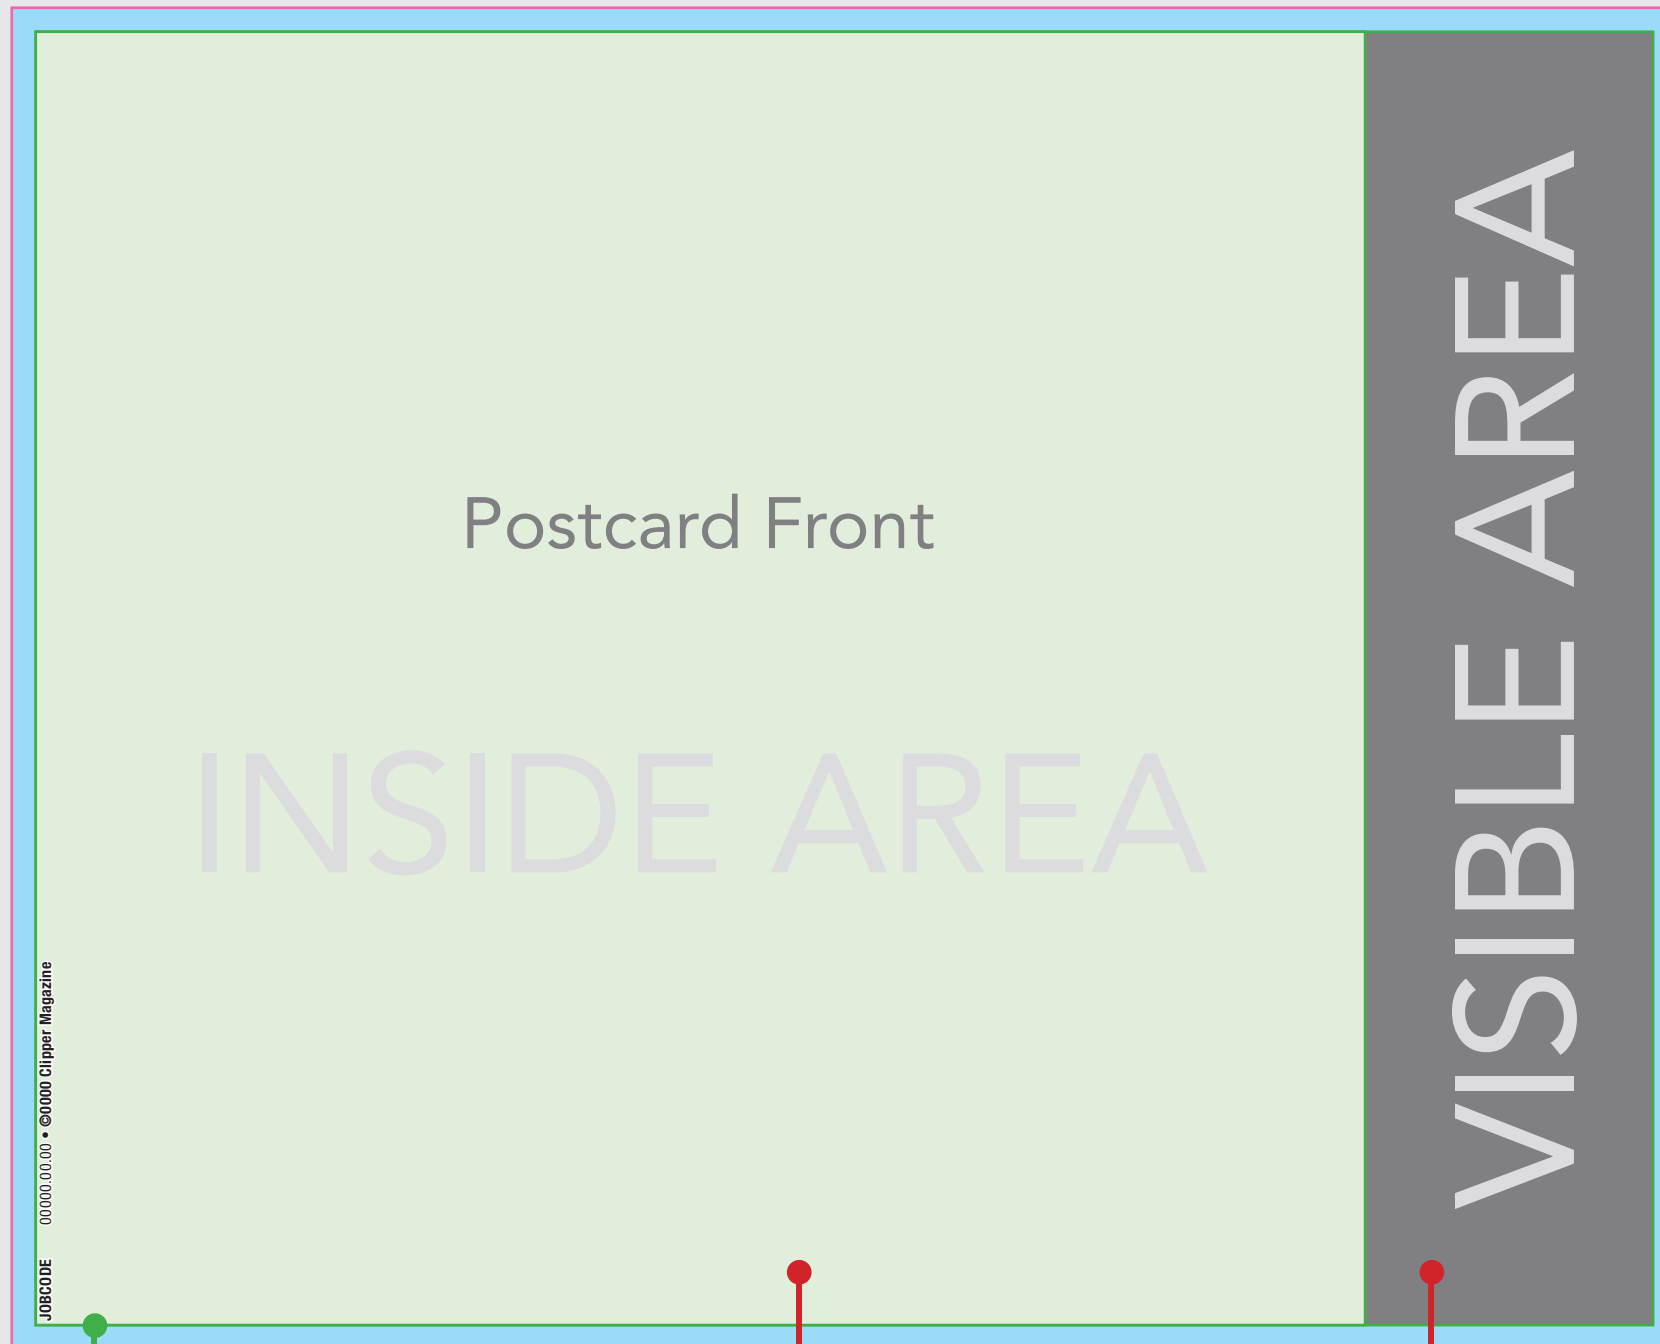 Postcard Front
INSIDE AREA
VISIBLE AREA
JOBCODE 00000.00.00 • ©0000 Clipper Magazine